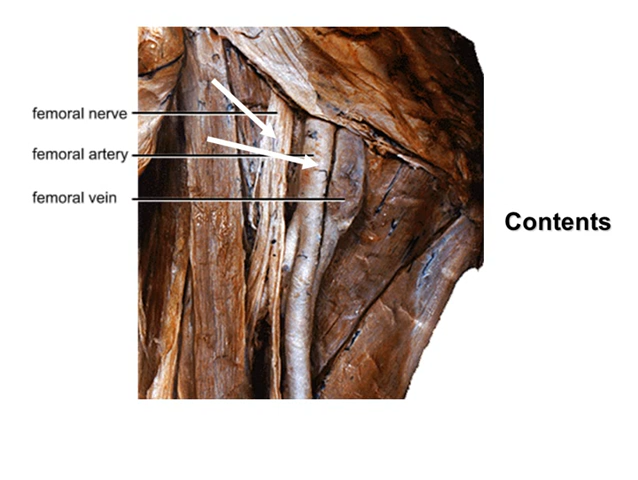 femoral nerve
femoral artery
femoral vein
Contents